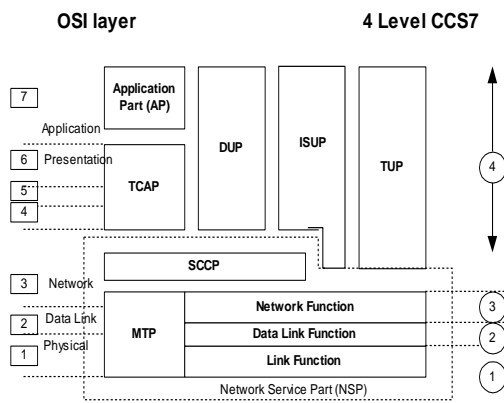 OSI layer
4 Level CCS7
7
Application
Part (AP)
Application
6
Presentation
5
4
TCAP
DUP
ISUP
TUP
4
SCCP
3
Network
2
Data Link
1
Physical
MTP
Network Function
Data Link Function
Link Function
3
2
1
Network Service Part (NSP)